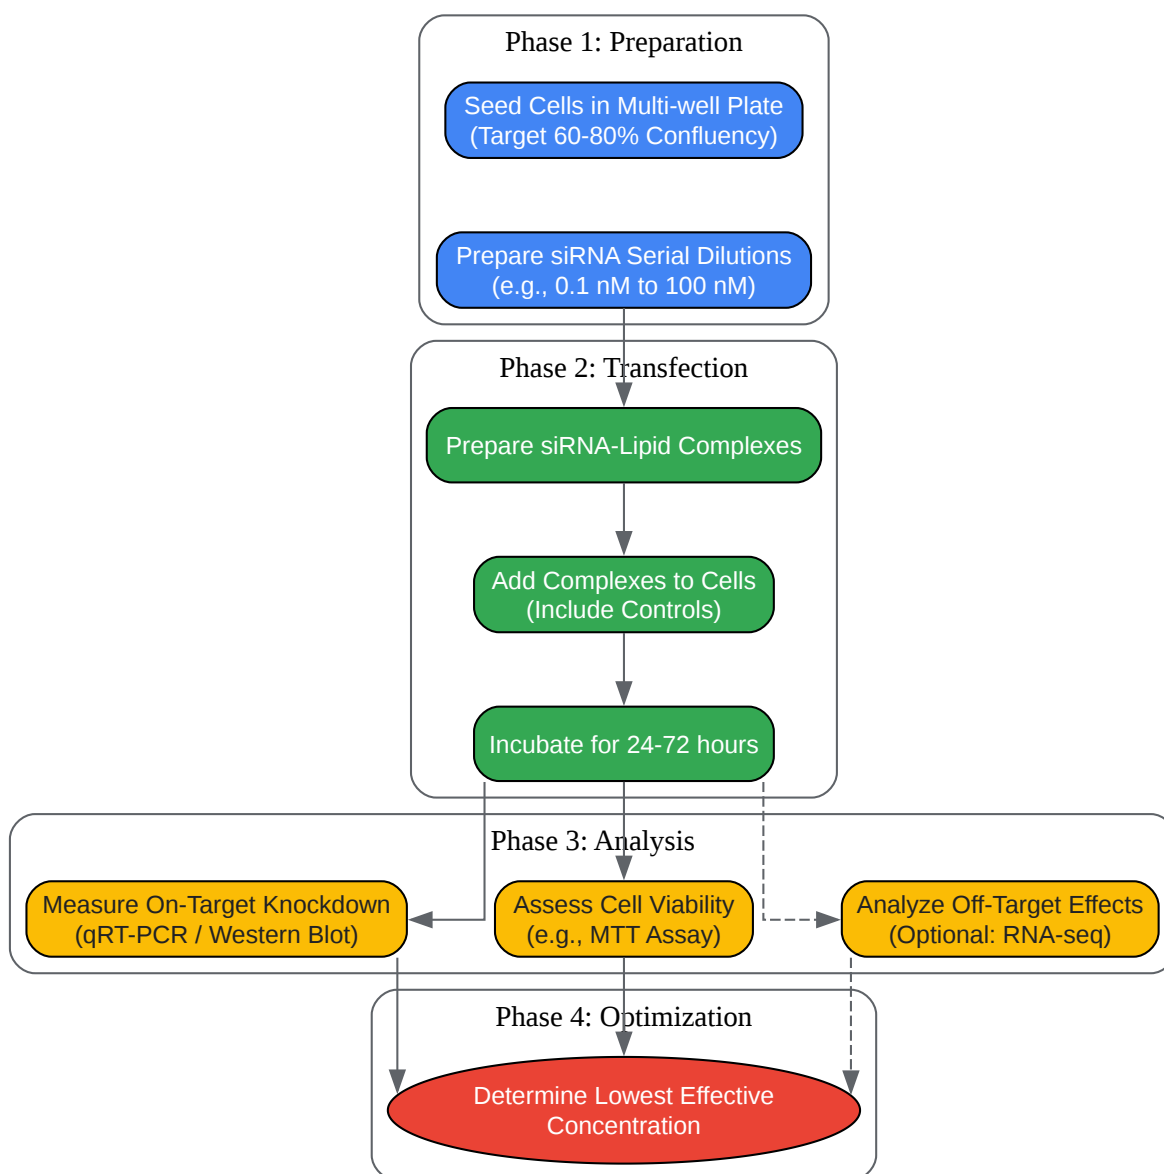 Phase 1: Preparation
Seed Cells in Multi-well Plate
(Target 60-80% Confluency)
Prepare siRNA Serial Dilutions
(e.g., 0.1 nM to 100 nM)
Phase 2: Transfection
Prepare siRNA-Lipid Complexes
Add Complexes to Cells
(Include Controls)
Incubate for 24-72 hours
Phase 3: Analysis
Measure On-Target Knockdown
(qRT-PCR / Western Blot)
Assess Cell Viability
(e.g., MTT Assay)
Analyze Off-Target Effects
(Optional: RNA-seq)
Phase 4: Optimization
Determine Lowest Effective
Concentration